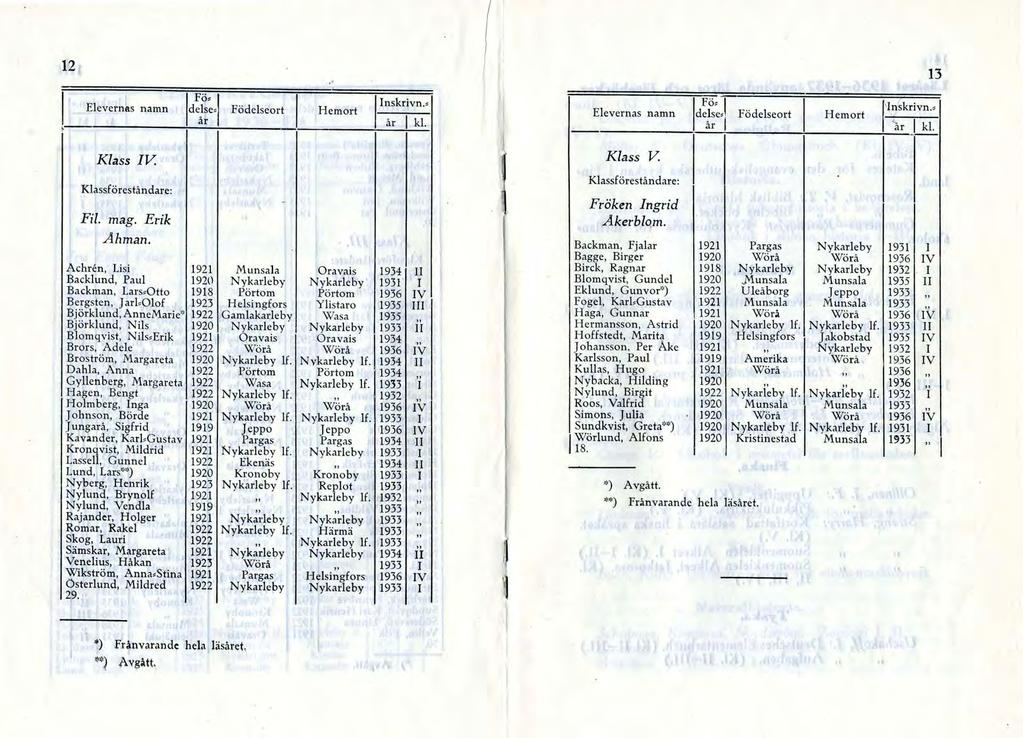 12
Elevernas namn | Fö=delse=år | Födelseort | Hemort | Inskrivn.= år | kl.
Klass IV.
Klassföreståndare:
Fil. mag. Erik
Åhman.
Achrén, Lisi 1921 Munsala Oravais 1934 II
Backlund, Paul 1920 Nykarleby Nykarleby 1931 I
Backman, Lars=Otto 1918 Pörtom Pörtom 1936 IV
Bergsten, Jarl=Olof 1923 Helsingfors Ylistaro 1935 III
Björklund, AnneMarie* 1922 Gamlakarleby Wasa 1935 „
Björklund, Nils 1920 Nykarleby Nykarleby 1933 II
Blomqvist, Nils=Erik 1921 Oravais Oravais 1934 „
Brors, Adele 1922 Wörå Wörå 1936 IV
Broström, Margareta 1920 Nykarleby lf. Nykarleby lf. 1934 II
Dahla, Anna 1922 Pörtom Pörtom 1934 „
Gyllenberg, Margareta 1922 Wasa Nykarleby lf. 1933 I
Hagen, Bengt 1922 Nykarleby lf. „ 1932 „
Holmberg, Inga 1920 Wörå Wörå 1936 IV
Johnson, Börde 1921 Nykarleby lf. Nykarleby lf. 1933 I
Jungarå, Sigfrid 1919 Jeppo Jeppo 1936 IV
Kavander, Karl=Gustav 1921 Pargas Pargas 1934 II
Kronqvist, Mildrid 1921 Nykarleby lf. Nykarleby 1933 I
Lassell, Gunnel 1922 Ekenäs „ 1934 II
Lund, Lars**) 1920 Kronoby Kronoby 1933 I
Nyberg, Henrik 1923 Nykarleby lf. Replot 1933 „
Nylund, Brynolf 1921 „ Nykarleby lf. 1932 „
Nylund, Vendla 1919 „ „ 1933 „
Rajander, Holger 1921 Nykarleby Nykarleby 1933 „
Romar, Rakel 1922 Nykarleby lf. Härmä 1933 „
Skog, Lauri 1922 „ Nykarleby lf. 1933 „
Sämskar, Margareta 1921 Nykarleby Nykarleby 1934 II
Venelius, Håkan 1923 Wörå „ 1933 I
Wikström, Anna=Stina 1921 Pargas Helsingfors 1936 IV
Österlund, Mildred 1922 Nykarleby Nykarleby 1933 I
29.
*) Frånvarande hela läsåret.
**) Avgått.
13
Elevernas namn | Fö=delse=år | Födelseort | Hemort | Inskrivn.= år | kl.
Klass V.
Klassföreståndare:
Fröken Ingrid
Åkerblom.
Backman, Fjalar 1921 Pargas Nykarleby 1931 I
Bagge, Birger 1920 Wörå Wörå 1936 IV
Birck, Ragnar 1918 Nykarleby Nykarleby 1932 I
Blomqvist, Gundel 1920 Munsala Munsala 1935 II
Eklund, Gunvor*) 1922 Uleåborg Jeppo 1933 „
Fogel, Karl=Gustav 1921 Munsala Munsala 1933 „
Haga, Gunnar 1921 Wörå Wörå 1936 IV
Hermansson, Astrid 1920 Nykarleby lf. Nykarleby lf. 1933 II
Hoffstedt, Marita 1919 Helsingfors Jakobstad 1935 IV
Johansson, Per Åke 1921 „ Nykarleby 1932 I
Karlsson, Paul 1919 Amerika Wörå 1936 IV
Kullas, Hugo 1921 Wörå „ 1936 „
Nybacka, Hilding 1920 „ „ 1936 „
Nylund, Birgit 1922 Nykarleby lf. Nykarleby lf. 1932 I
Roos, Valfrid 1920 Munsala Munsala 1933 „
Simons, Julia 1920 Wörå Wörå 1936 IV
Sundkvist, Greta**) 1920 Nykarleby lf. Nykarleby lf. 1931 I
Wörlund, Alfons 1920 Kristinestad Munsala 1933 „
18.
*) Avgått.
**) Frånvarande hela läsåret.